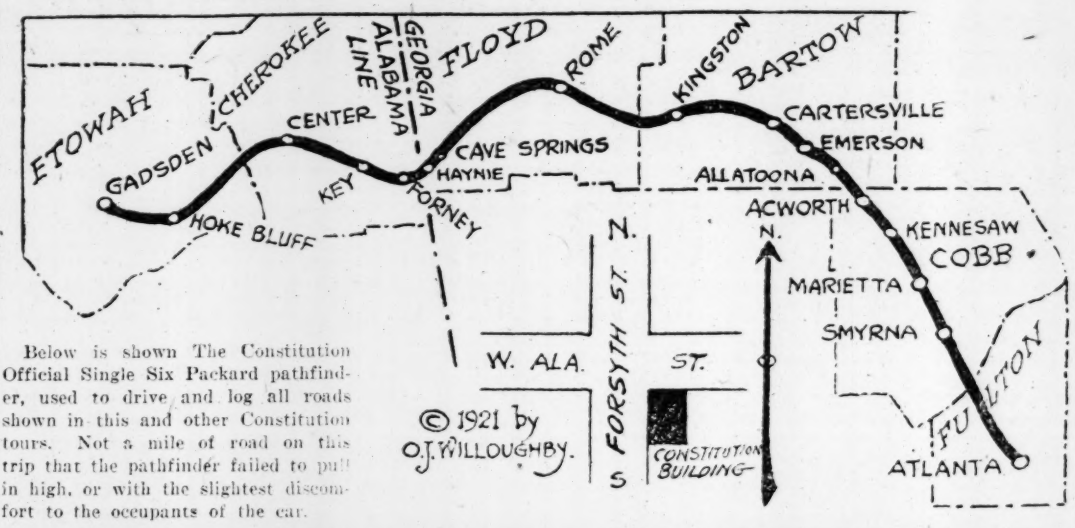 ETOWAH
CHEROKEE
GEORGIA
ALABAMA
LINE
FLOYD
BARTOW
COBB
FULTON
GADSDEN
HOKE BLUFF
CENTER
KEY
FORNEY
HAYNIE
CAVE SPRINGS
ROME
KINGSTON
CARTERSVILLE
EMERSON
ALLATOONA
ACWORTH
KENNESAW
MARIETTA
SMYRNA
ATLANTA
N.
FORSYTH ST.
S
W. ALA. ST.
CONSTITUTION
BUILDING
N.
© 1921 by
O.J. WILLOUGHBY.
Below is shown The Constitution
Official Single Six Packard pathfind-
er, used to drive and log all roads
shown in this and other Constitution
tours. Not a mile of road on this
trip that the pathfinder failed to pull
in high, or with the slightest discom-
fort to the occupants of the car.